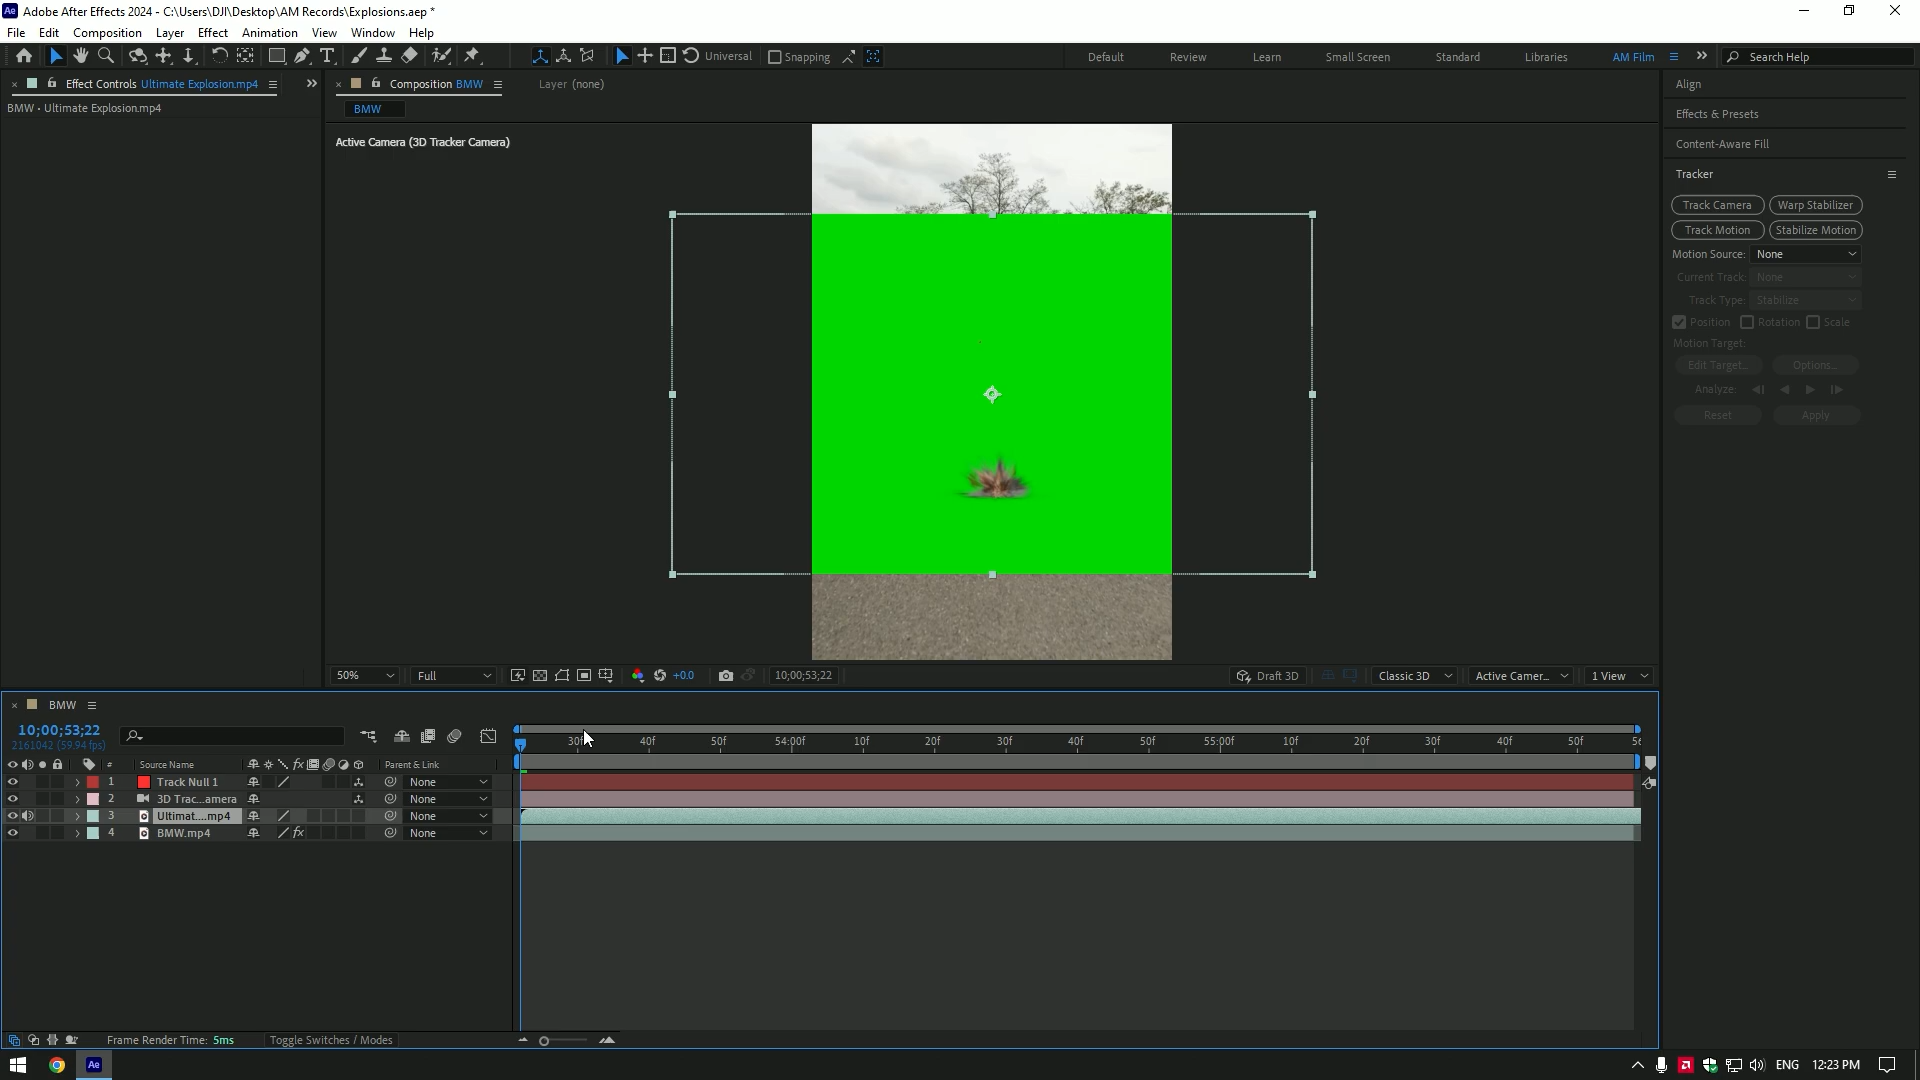 Adobe After Effects 2024 - C:\Users\DJI\Desktop\AM Records\Explosions.aep *
File Edit Composition Layer Effect Animation View Window Help
Universal Snapping Default Review Learn Small Screen Standard Libraries AM Film Search Help
Effect Controls Ultimate Explosion.mp4
Composition BMW
Layer (none)
BMW • Ultimate Explosion.mp4
BMW
Active Camera (3D Tracker Camera)
Align
Effects & Presets
Content-Aware Fill
Tracker
Track Camera Warp Stabilizer
Track Motion Stabilize Motion
Motion Source: None
Current Track: None
Track Type: Stabilize
Position Rotation Scale
Motion Target:
Edit Target... Options...
Analyze:
Reset Apply
50% Full +0.0 10;00;53;22 Draft 3D Classic 3D Active Camer... 1 View
BMW
10;00;53;22
2161042 (59.94 fps)
30f 40f 50f 54:00f 10f 20f 30f 40f 50f 55:00f 10f 20f 30f 40f 50f 56
# Source Name fx Parent & Link
1 Track Null 1 None
2 3D Trac...amera None
3 Ultimat....mp4 None
4 BMW.mp4 fx None
Frame Render Time: 5ms Toggle Switches / Modes
Ae ENG 12:23 PM